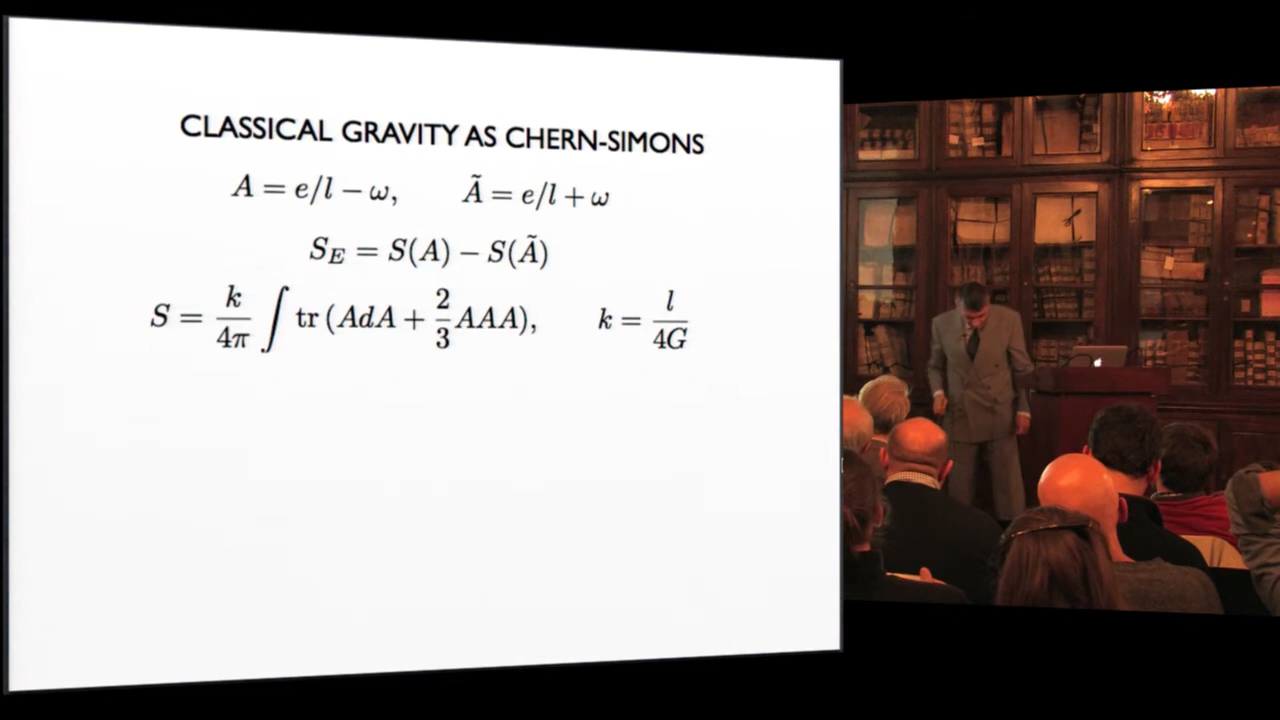 CLASSICAL GRAVITY AS CHERN-SIMONS
A = e/l − ω, Ã = e/l + ω
S_E = S(A) − S(Ã)
S = k/4π ∫ tr (AdA + 2/3 AAA), k = l/4G